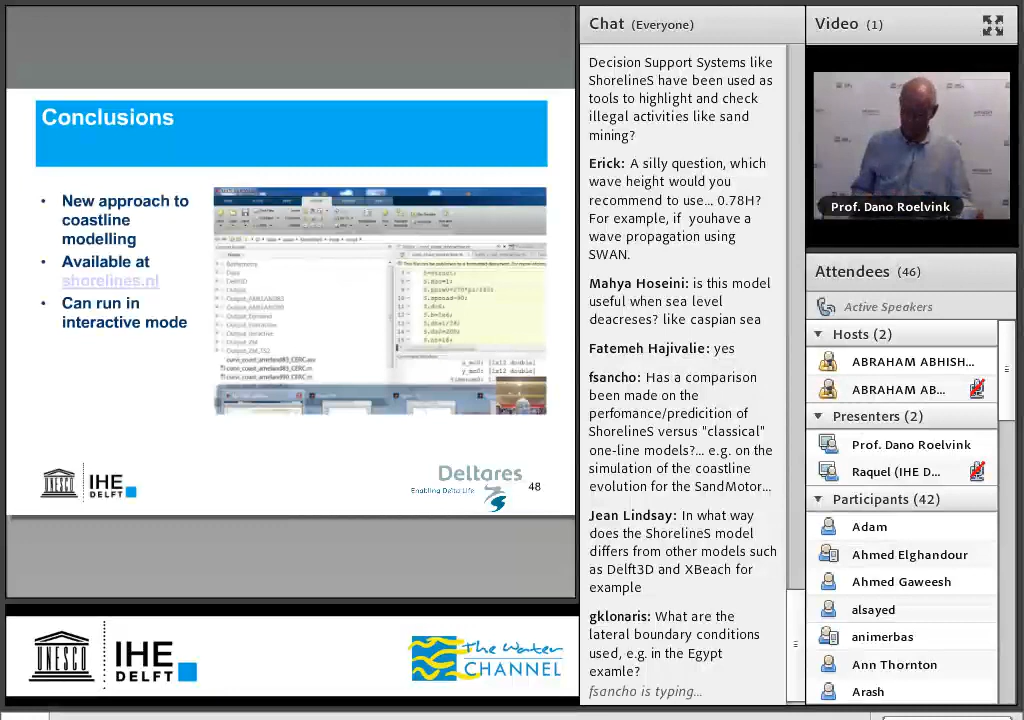 Conclusions
• New approach to
coastline
modelling
• Available at
shorelines.nl
• Can run in
interactive mode
UNESCO
IHE
DELFT
Deltares
Enabling Delta Life
48
UNESCO
IHE
DELFT
The Water
CHANNEL
Chat (Everyone)
Decision Support Systems like
ShorelineS have been used as
tools to highlight and check
illegal activities like sand
mining?
Erick: A silly question, which
wave height would you
recommend to use... 0.78H?
For example, if youhave a
wave propagation using
SWAN.
Mahya Hoseini: is this model
useful when sea level
deacreses? like caspian sea
Fatemeh Hajivalie: yes
fsancho: Has a comparison
been made on the
perfomance/predicition of
ShorelineS versus "classical"
one-line models?... e.g. on the
simulation of the coastline
evolution for the SandMotor...
Jean Lindsay: In what way
does the ShorelineS model
differs from other models such
as Delft3D and XBeach for
example
gklonaris: What are the
lateral boundary conditions
used, e.g. in the Egypt
examle?
fsancho is typing...
Video (1)
Prof. Dano Roelvink
Attendees (46)
Active Speakers
Hosts (2)
ABRAHAM ABHISH...
ABRAHAM AB...
Presenters (2)
Prof. Dano Roelvink
Raquel (IHE D...
Participants (42)
Adam
Ahmed Elghandour
Ahmed Gaweesh
alsayed
animerbas
Ann Thornton
Arash